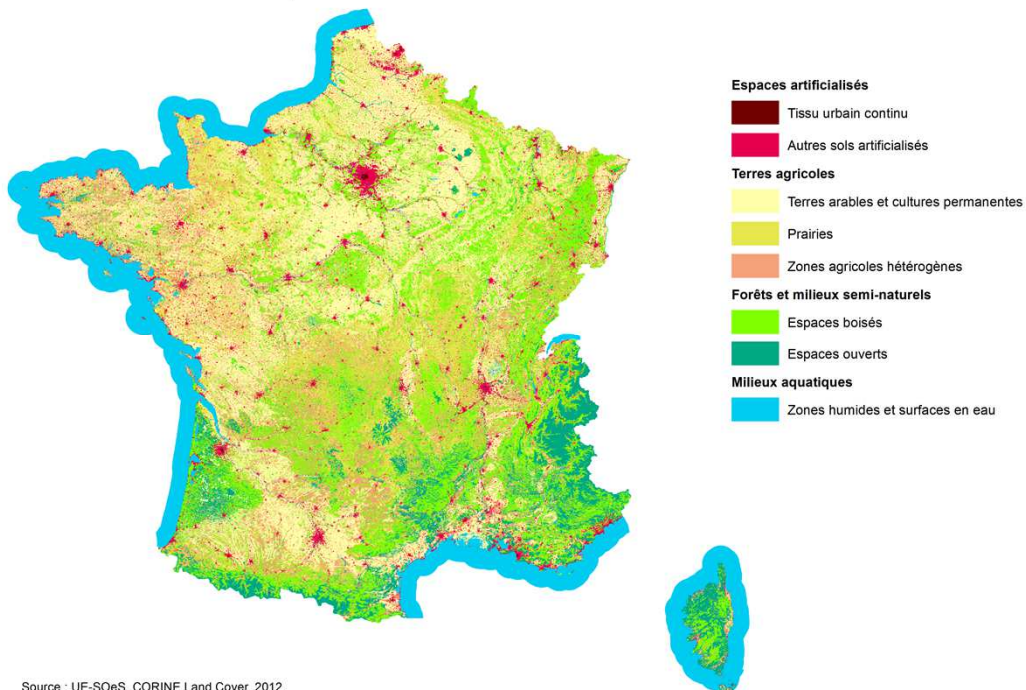 Espaces artificialisés
Tissu urbain continu
Autres sols artificialisés
Terres agricoles
Terres arables et cultures permanentes
Prairies
Zones agricoles hétérogènes
Forêts et milieux semi-naturels
Espaces boisés
Espaces ouverts
Milieux aquatiques
Zones humides et surfaces en eau
Source : UE-SOeS, CORINE Land Cover, 2012